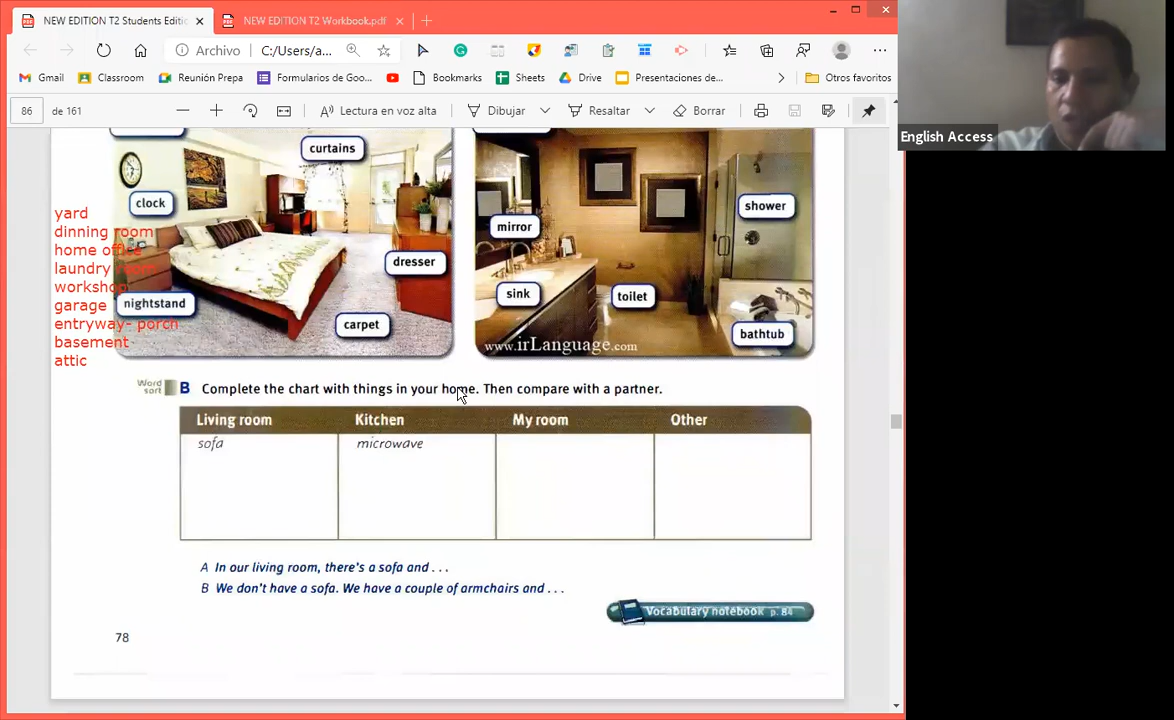 NEW EDITION T2 Students Editi
NEW EDITION T2 Workbook.pdf
Archivo
C:/Users/a...
Gmail
Classroom
Reunión Prepa
Formularios de Goo...
Bookmarks
Sheets
Drive
Presentaciones de...
Otros favoritos
86 de 161
Lectura en voz alta
Dibujar
Resaltar
Borrar
English Access
curtains
clock
dresser
nightstand
carpet
mirror
shower
sink
toilet
bathtub
www.irLanguage.com
yard
dinning room
home office
laundry room
workshop
garage
entryway- porch
basement
attic
Word sort
B Complete the chart with things in your home. Then compare with a partner.
Living room Kitchen My room Other
sofa microwave
A In our living room, there's a sofa and . . .
B We don't have a sofa. We have a couple of armchairs and . . .
Vocabulary notebook p. 84
78